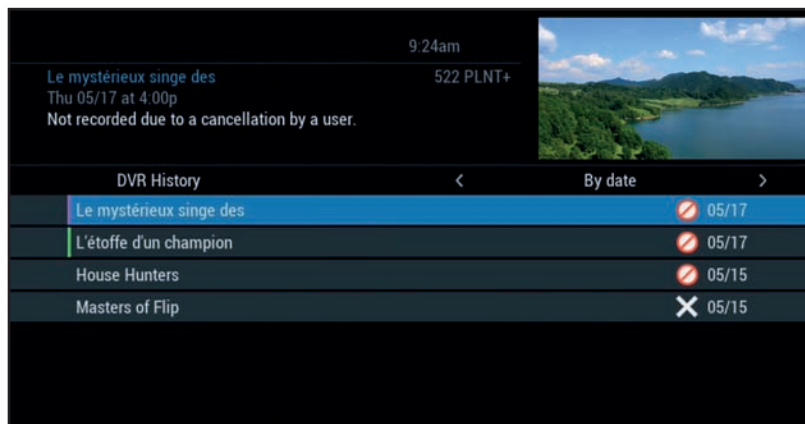 9:24am
Le mystérieux singe des 522 PLNT+
Thu 05/17 at 4:00p
Not recorded due to a cancellation by a user.
DVR History < By date >
Le mystérieux singe des 05/17
L'étoffe d'un champion 05/17
House Hunters 05/15
Masters of Flip 05/15